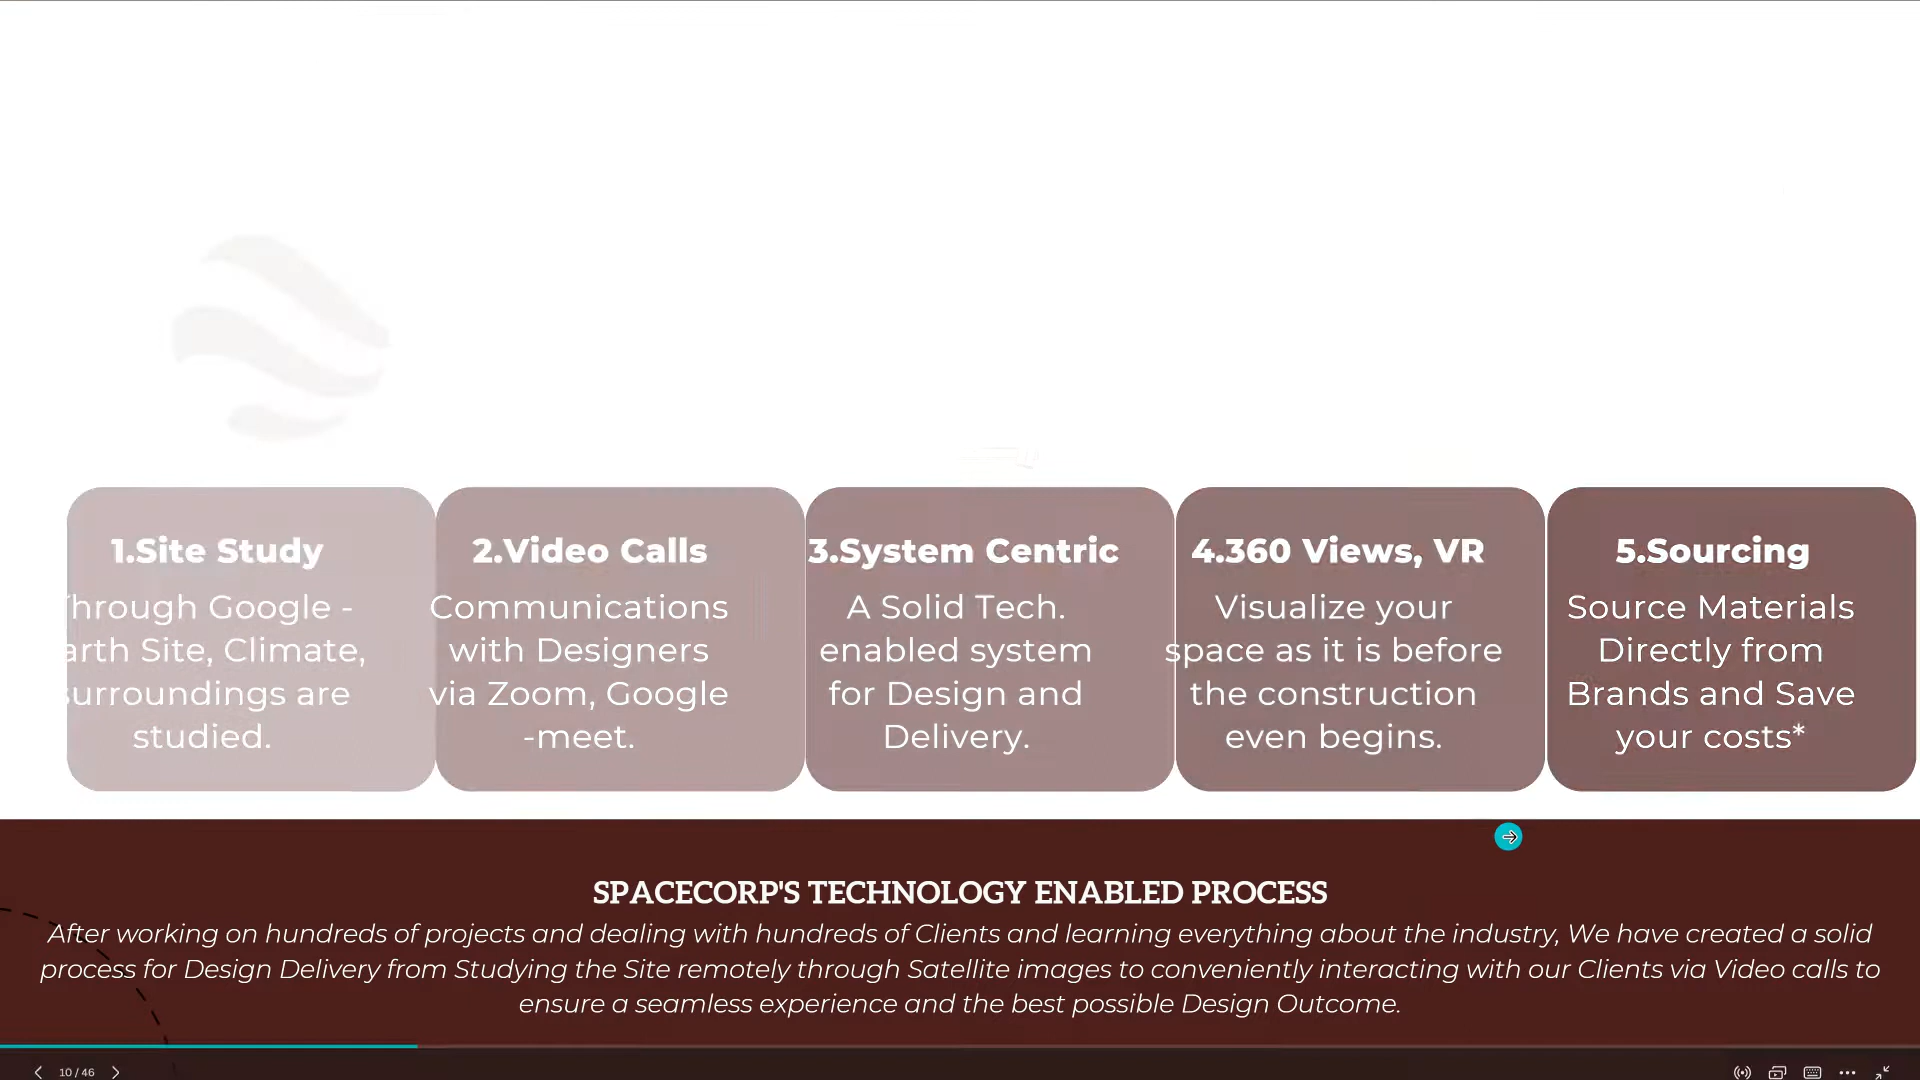 1.Site Study
hrough Google -
arth Site, Climate,
surroundings are
studied.
2.Video Calls
Communications
with Designers
via Zoom, Google
-meet.
3.System Centric
A Solid Tech.
enabled system
for Design and
Delivery.
4.360 Views, VR
Visualize your
space as it is before
the construction
even begins.
5.Sourcing
Source Materials
Directly from
Brands and Save
your costs*
SPACECORP'S TECHNOLOGY ENABLED PROCESS
After working on hundreds of projects and dealing with hundreds of Clients and learning everything about the industry, We have created a solid
process for Design Delivery from Studying the Site remotely through Satellite images to conveniently interacting with our Clients via Video calls to
ensure a seamless experience and the best possible Design Outcome.
10 / 46